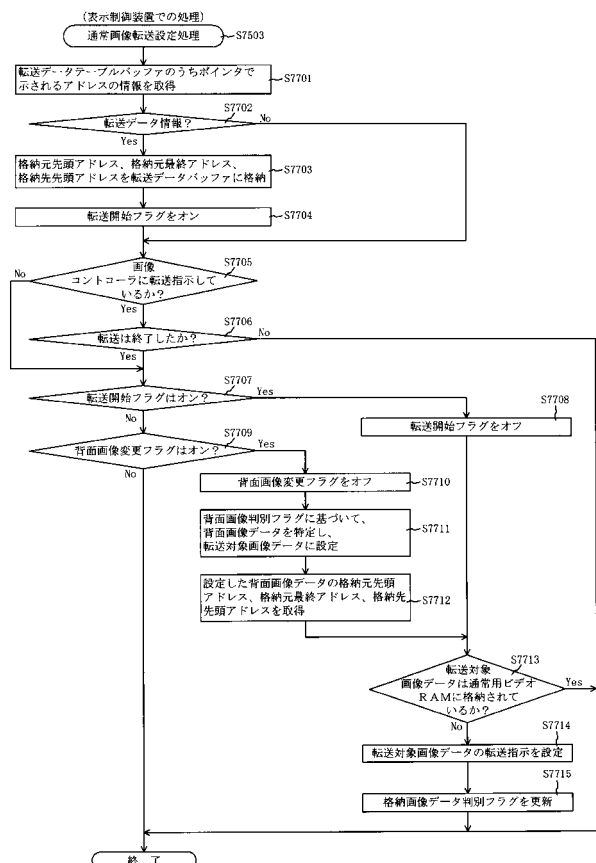 (表示制御装置での処理)
通常画像転送設定処理
S7503
転送データテーブルバッファのうちポインタで
示されるアドレスの情報を取得
S7701
S7702
転送データ情報?
No
Yes
格納元先頭アドレス、格納元最終アドレス、
格納先先頭アドレスを転送データバッファに格納
S7703
転送開始フラグをオン
S7704
S7705
画像
コントローラに転送指示して
いるか?
No
Yes
S7706
転送は終了したか?
No
Yes
S7707
転送開始フラグはオン?
Yes
No
S7708
転送開始フラグをオフ
S7709
背面画像変更フラグはオン?
Yes
No
背面画像変更フラグをオフ
S7710
背面画像判別フラグに基づいて、
背面画像データを特定し、
転送対象画像データに設定
S7711
設定した背面画像データの格納元先頭
アドレス、格納元最終アドレス、格納先
先頭アドレスを取得
S7712
S7713
転送対象
画像データは通常用ビデオ
RAMに格納されて
いるか?
Yes
No
S7714
転送対象画像データの転送指示を設定
S7715
格納画像データ判別フラグを更新
終 了